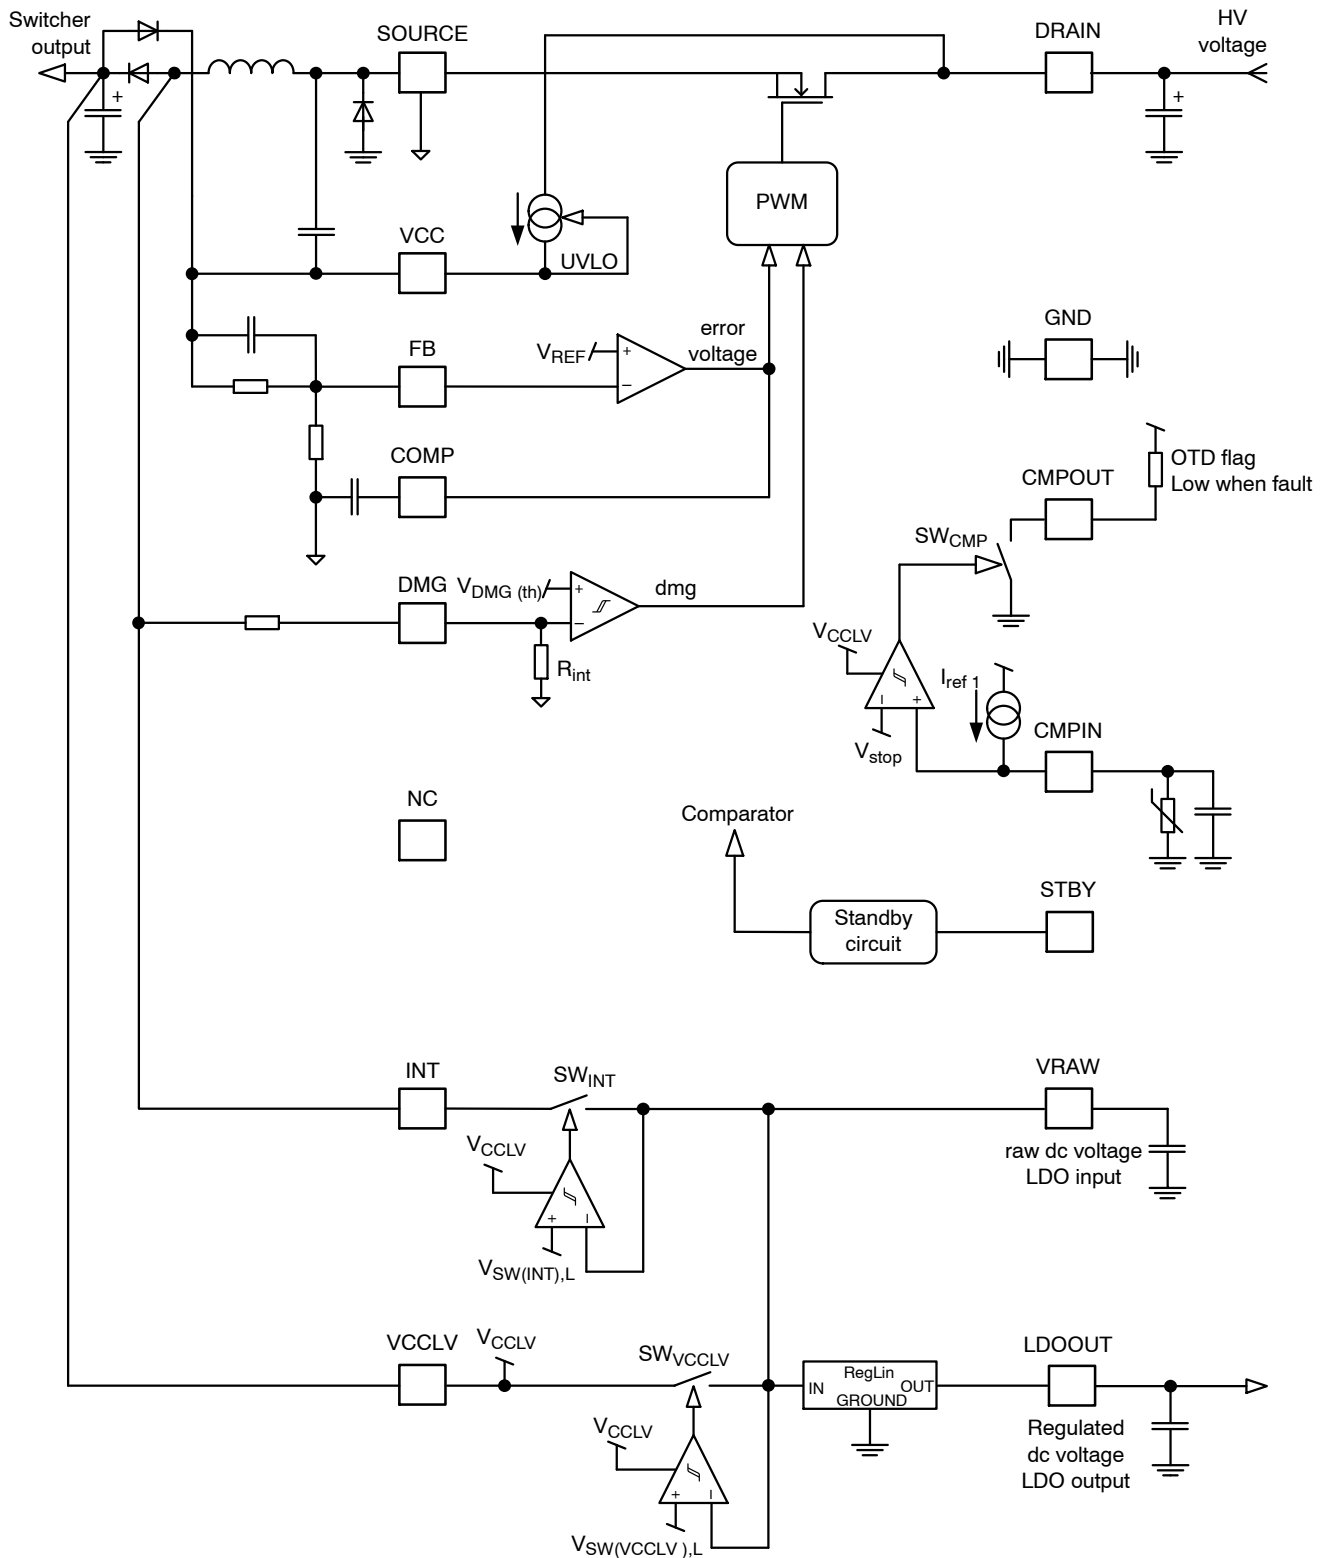 Switcher
output
SOURCE
DRAIN
HV
voltage
+
+
PWM
VCC
UVLO
GND
FB
VREF
+
−
error
voltage
COMP
CMPOUT
OTD flag
Low when fault
SWCMP
DMG
VDMG (th)
+
−
dmg
Rint
VCCLV
− +
Vstop
Iref 1
CMPIN
NC
Comparator
Standby
circuit
STBY
INT
SWINT
VRAW
VCCLV
raw dc voltage
LDO input
+ −
VSW(INT),L
VCCLV
VCCLV
SWVCCLV
LDOOUT
IN
RegLin
OUT
GROUND
VCCLV
Regulated
dc voltage
LDO output
+ −
VSW(VCCLV ),L